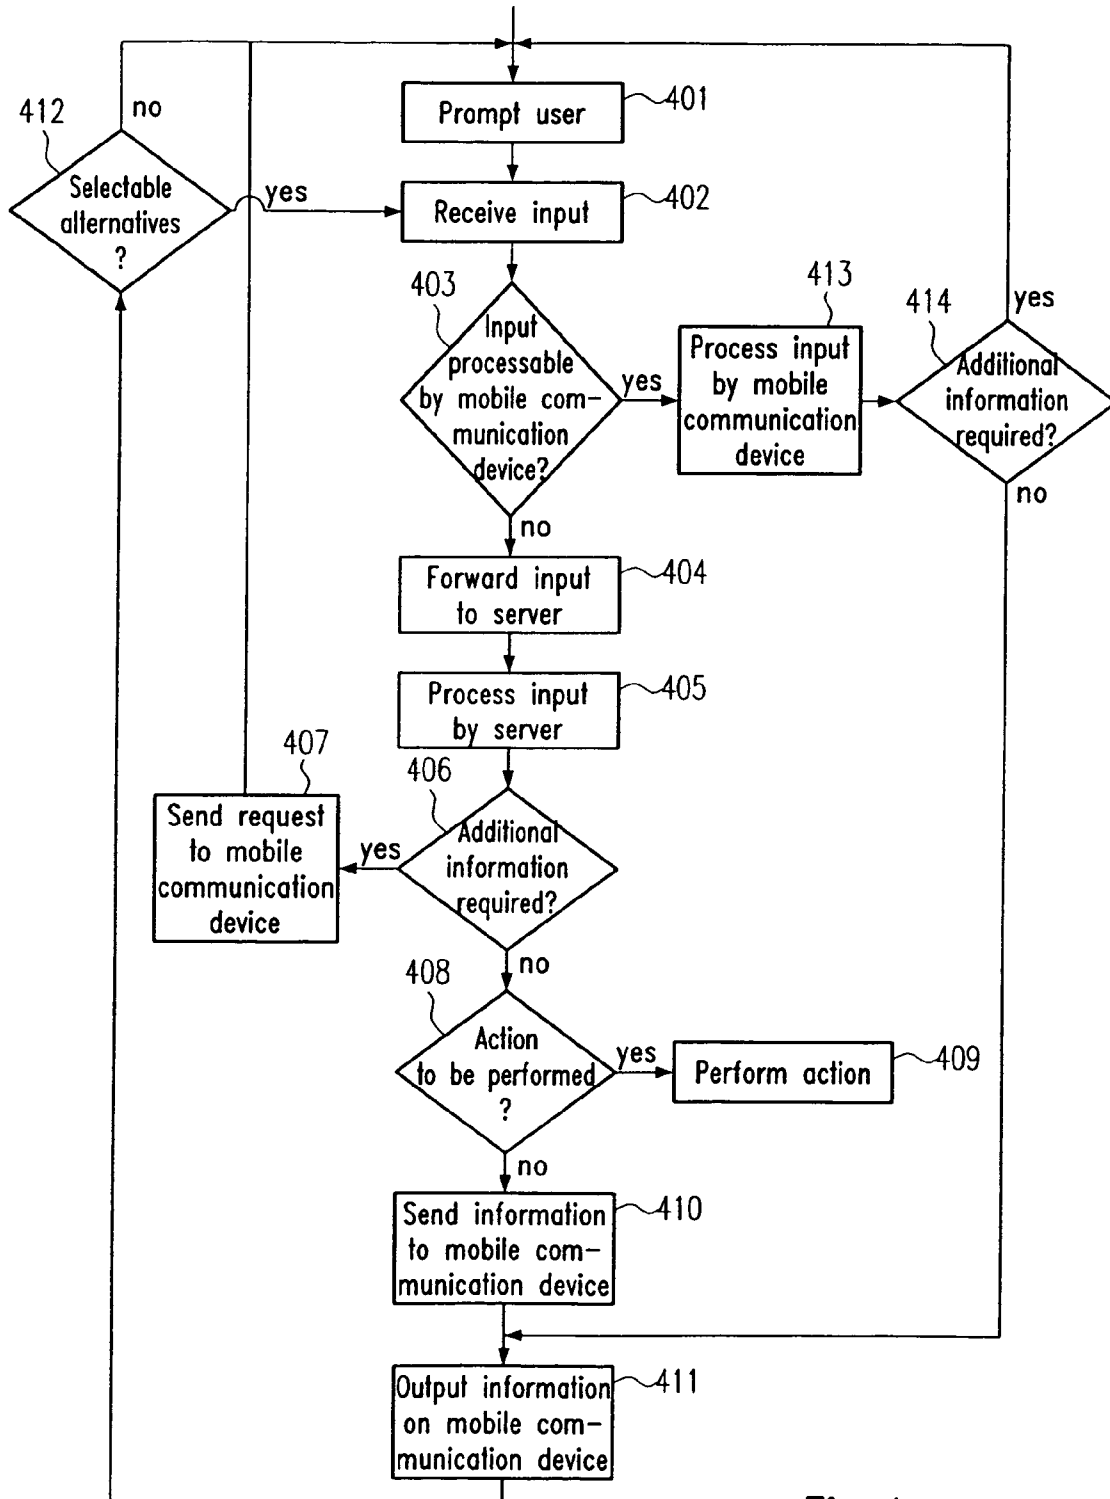 401
Prompt user
412
no
Selectable
alternatives
?
yes
402
Receive input
403
Input
processable
by mobile com-
munication
device?
yes
413
Process input
by mobile
communication
device
414
yes
Additional
information
required?
no
no
404
Forward input
to server
405
Process input
by server
407
Send request
to mobile
communication
device
yes
406
Additional
information
required?
no
408
Action
to be performed
?
yes
409
Perform action
no
410
Send information
to mobile com-
munication device
411
Output information
on mobile com-
munication device